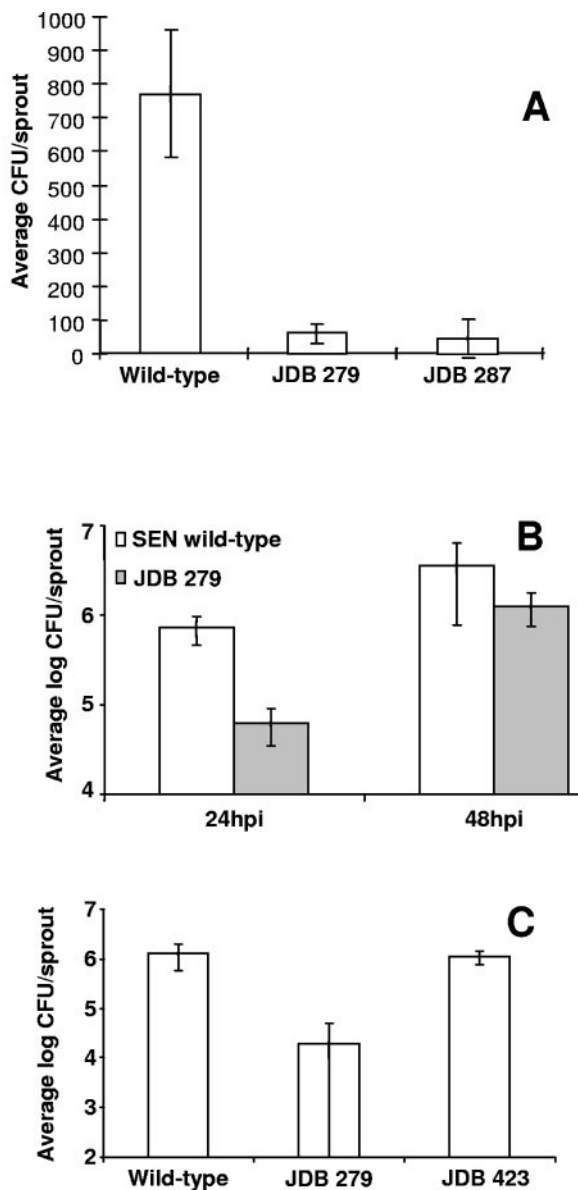 1000
900
800
700
600
500
400
300
200
100
0
Average CFU/sprout
A
Wild-type JDB 279 JDB 287
7
6
5
4
Average log CFU/sprout
SEN wild-type
JDB 279
B
24hpi 48hpi
7
6
5
4
3
2
Average log CFU/sprout
C
Wild-type JDB 279 JDB 423